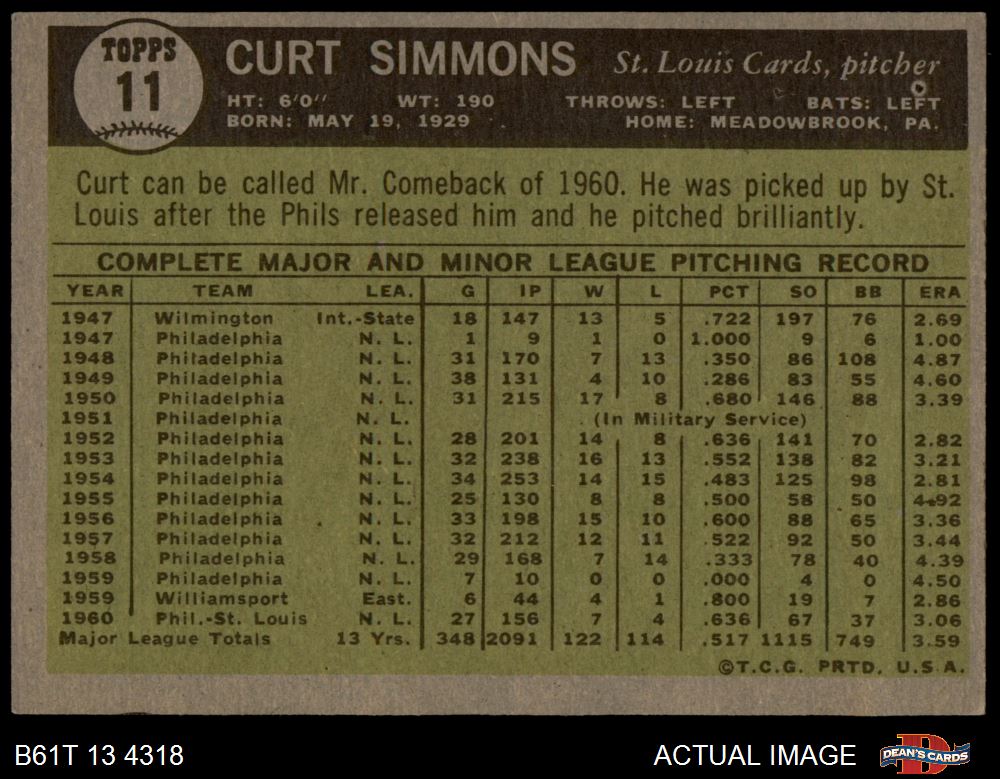 TOPPS
11
CURT SIMMONS St. Louis Cards, pitcher
HT: 6'0" WT: 190 THROWS: LEFT BATS: LEFT
BORN: MAY 19, 1929 HOME: MEADOWBROOK, PA.
Curt can be called Mr. Comeback of 1960. He was picked up by St.
Louis after the Phils released him and he pitched brilliantly.
COMPLETE MAJOR AND MINOR LEAGUE PITCHING RECORD
YEAR TEAM LEA. G IP W L PCT SO BB ERA
1947 Wilmington Int.-State 18 147 13 5 .722 197 76 2.69
1947 Philadelphia N. L. 1 9 1 0 1.000 9 6 1.00
1948 Philadelphia N. L. 31 170 7 13 .350 86 108 4.87
1949 Philadelphia N. L. 38 131 4 10 .286 83 55 4.60
1950 Philadelphia N. L. 31 215 17 8 .680 146 88 3.39
1951 Philadelphia N. L. (In Military Service)
1952 Philadelphia N. L. 28 201 14 8 .636 141 70 2.82
1953 Philadelphia N. L. 32 238 16 13 .552 138 82 3.21
1954 Philadelphia N. L. 34 253 14 15 .483 125 98 2.81
1955 Philadelphia N. L. 25 130 8 8 .500 58 50 4.92
1956 Philadelphia N. L. 33 198 15 10 .600 88 65 3.36
1957 Philadelphia N. L. 32 212 12 11 .522 92 50 3.44
1958 Philadelphia N. L. 29 168 7 14 .333 78 40 4.39
1959 Philadelphia N. L. 7 10 0 0 .000 4 0 4.50
1959 Williamsport East. 6 44 4 1 .800 19 7 2.86
1960 Phil.-St. Louis N. L. 27 156 7 4 .636 67 37 3.06
Major League Totals 13 Yrs. 348 2091 122 114 .517 1115 749 3.59
©T.C.G. PRTD. U.S.A.
B61T 13 4318 ACTUAL IMAGE DEAN'S CARDS